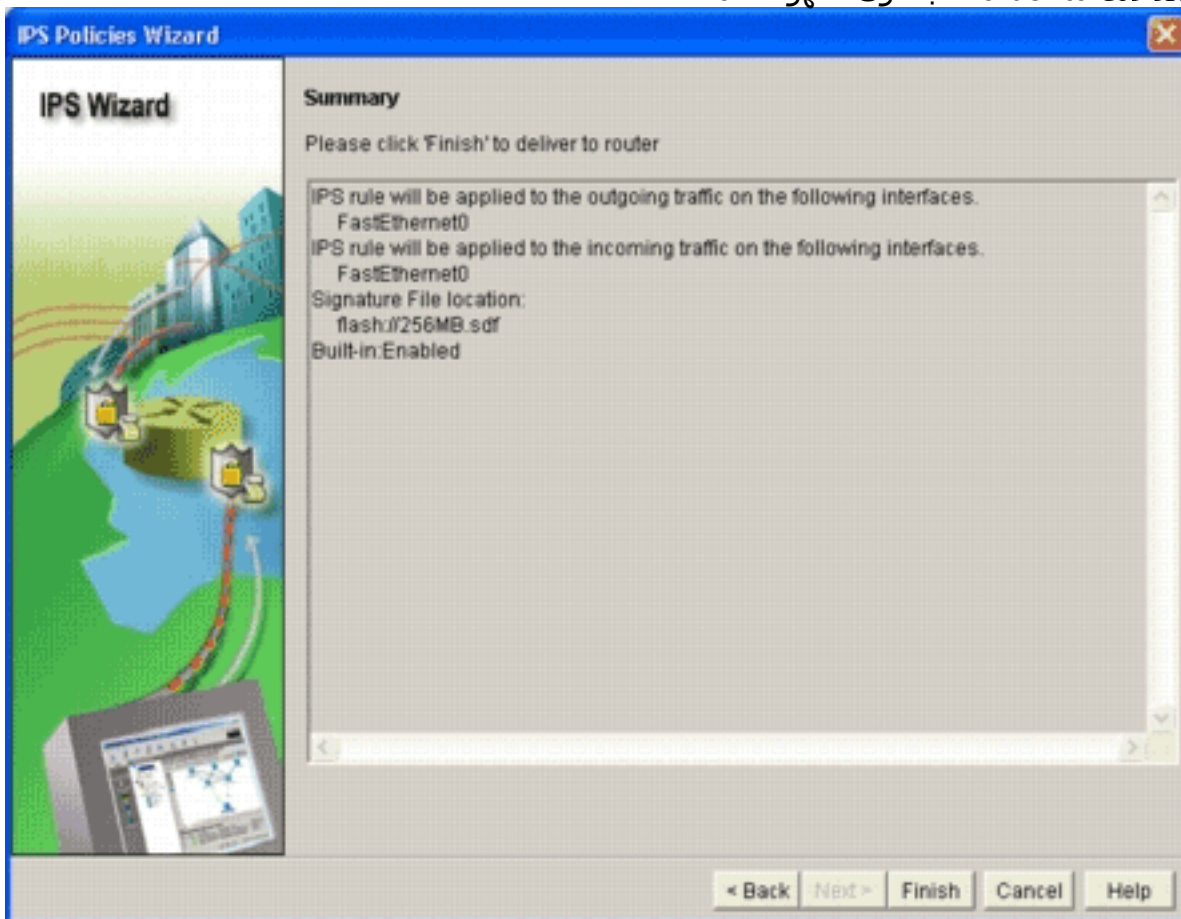 IPS Policies Wizard
IPS Wizard
Summary
Please click 'Finish' to deliver to router
IPS rule will be applied to the outgoing traffic on the following interfaces.
FastEthernet0
IPS rule will be applied to the incoming traffic on the following interfaces.
FastEthernet0
Signature File location:
flash://256MB.sdf
Built-in:Enabled
< Back
Next >
Finish
Cancel
Help